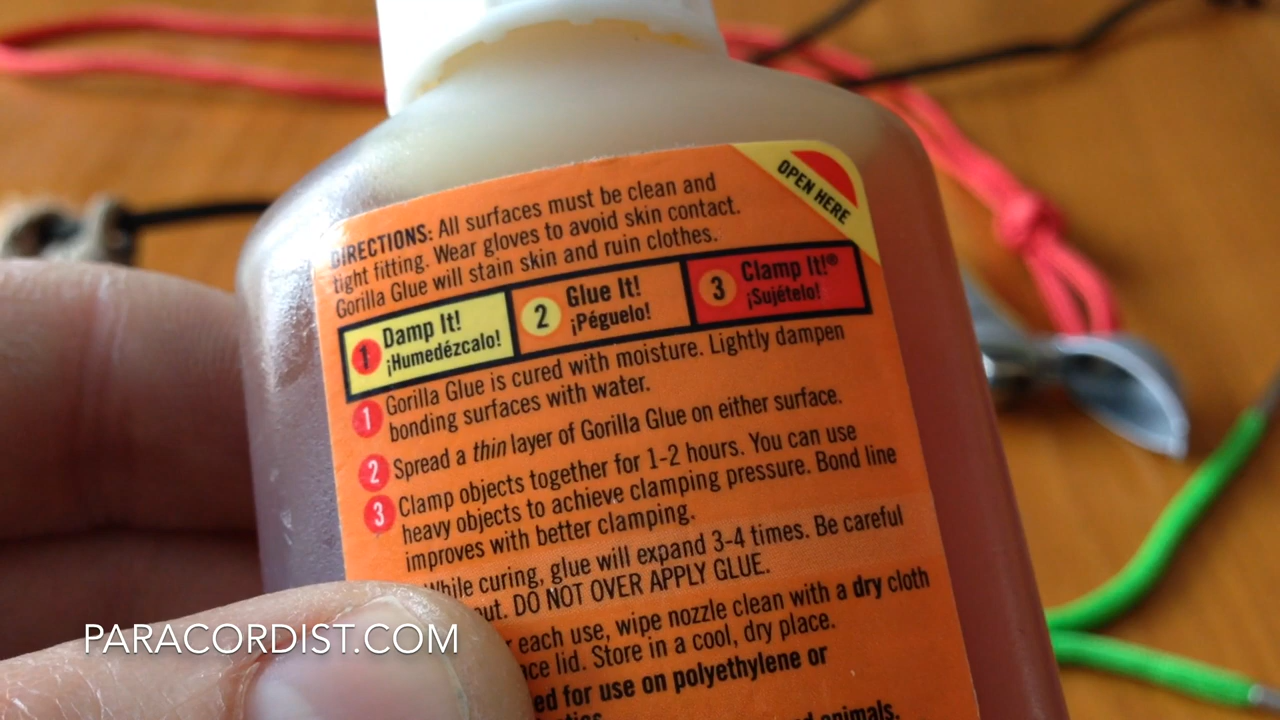 OPEN HERE
DIRECTIONS: All surfaces must be clean and
tight fitting. Wear gloves to avoid skin contact.
Gorilla Glue will stain skin and ruin clothes.
1 Damp It!
¡Humedézcalo!
2 Glue It!
¡Péguelo!
3 Clamp It!®
¡Sujételo!
1 Gorilla Glue is cured with moisture. Lightly dampen
bonding surfaces with water.
2 Spread a thin layer of Gorilla Glue on either surface.
3 Clamp objects together for 1-2 hours. You can use
heavy objects to achieve clamping pressure. Bond line
improves with better clamping.
While curing, glue will expand 3-4 times. Be careful
out. DO NOT OVER APPLY GLUE.
each use, wipe nozzle clean with a dry cloth
lid. Store in a cool, dry place.
for use on polyethylene or
animals.
PARACORDIST.COM